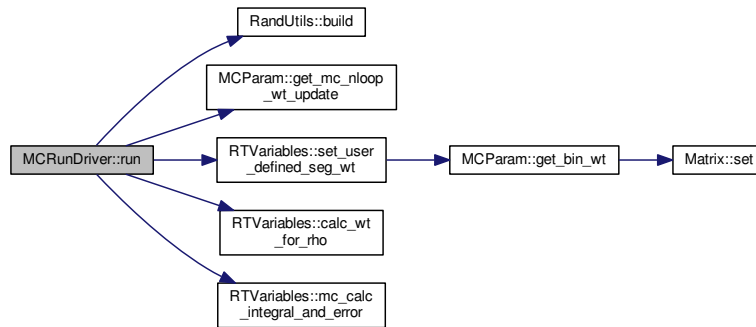 RandUtils::build
MCParam::get_mc_nloop
_wt_update
MCRunDriver::run
RTVariables::set_user
_defined_seg_wt
MCParam::get_bin_wt
Matrix::set
RTVariables::calc_wt
_for_rho
RTVariables::mc_calc
_integral_and_error